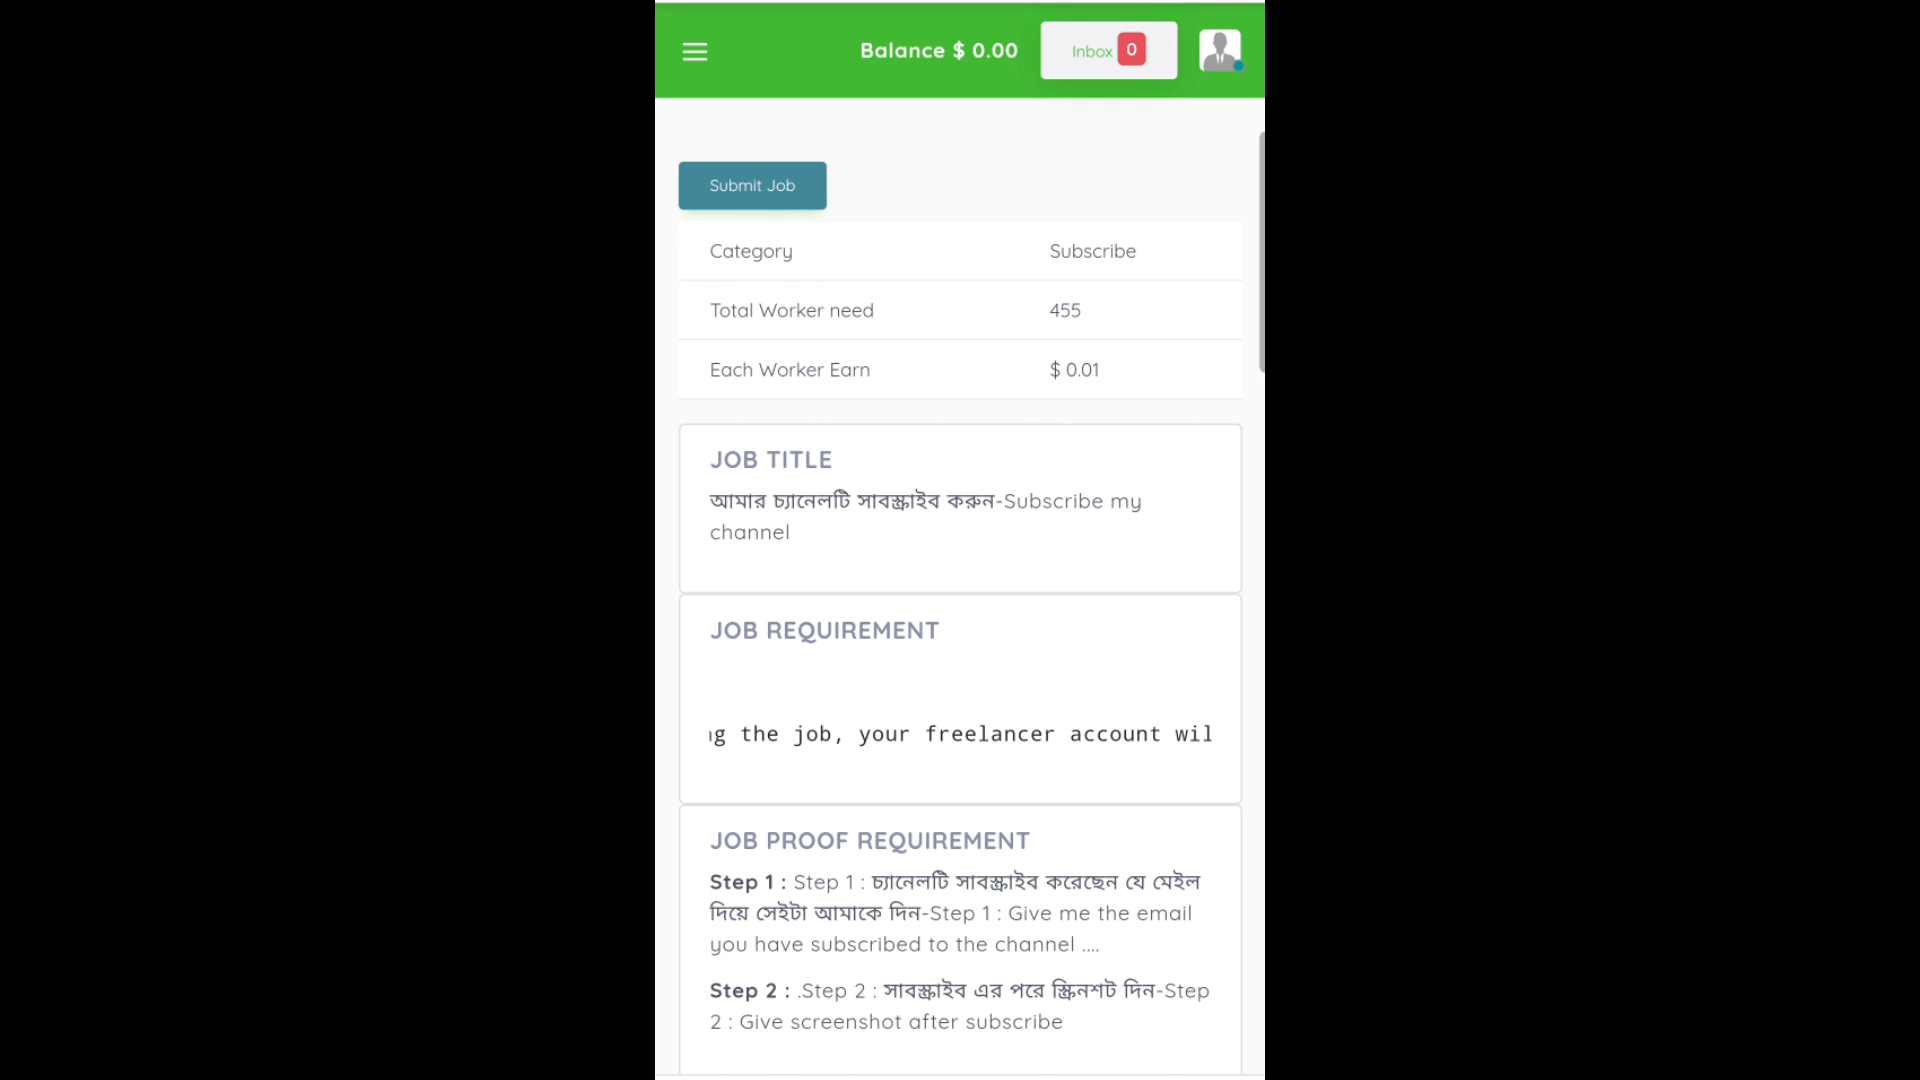 Balance $ 0.00
Inbox 0
Submit Job
Category Subscribe
Total Worker need 455
Each Worker Earn $ 0.01
JOB TITLE
আমার চ্যানেলটি সাবস্ক্রাইব করুন-Subscribe my
channel
JOB REQUIREMENT
the job, your freelancer account wil
JOB PROOF REQUIREMENT
Step 1 : Step 1 : চ্যানেলটি সাবস্ক্রাইব করেছেন যে মেইল
দিয়ে সেইটা আমাকে দিন-Step 1 : Give me the email
you have subscribed to the channel ....
Step 2 : .Step 2 : সাবস্ক্রাইব এর পরে স্ক্রিনশট দিন-Step
2 : Give screenshot after subscribe